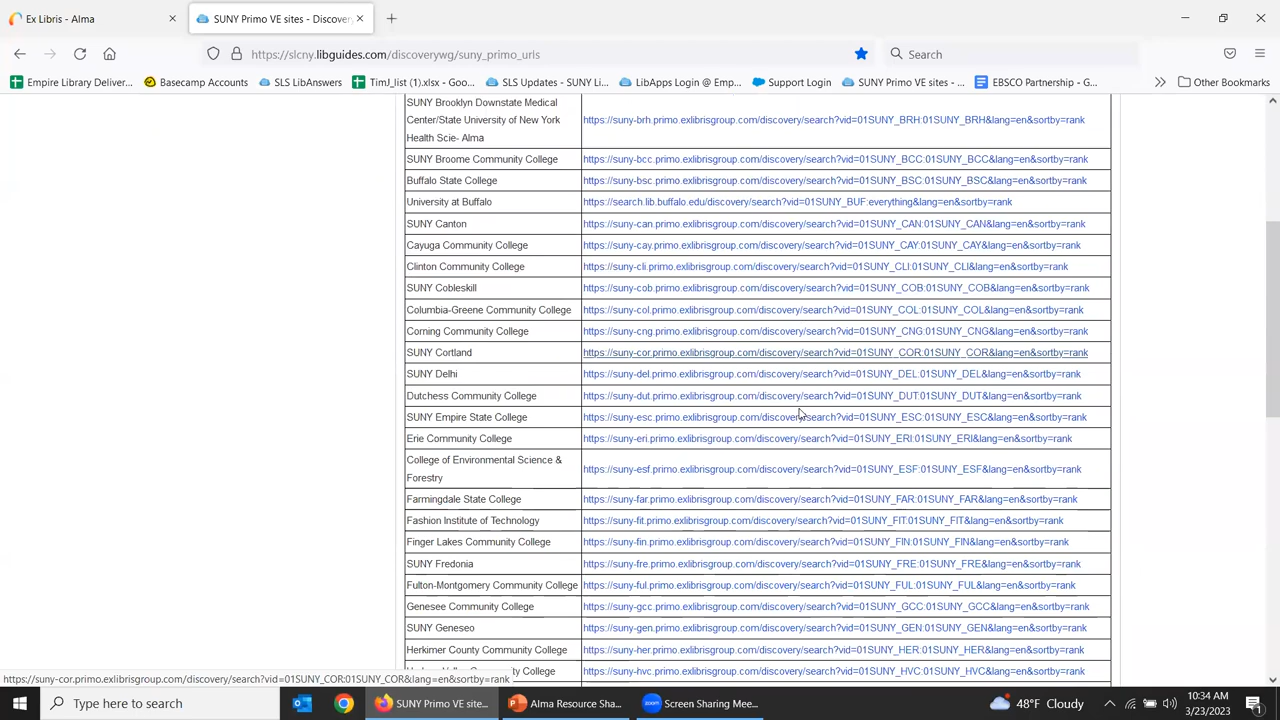 Ex Libris - Alma
SUNY Primo VE sites - Discovery
https://slcny.libguides.com/discoverywg/suny_primo_urls
Search
Empire Library Deliver...
Basecamp Accounts
SLS LibAnswers
TimJ_list (1).xlsx - Goo...
SLS Updates - SUNY Li...
LibApps Login @ Emp...
Support Login
SUNY Primo VE sites - ...
EBSCO Partnership - G...
Other Bookmarks
SUNY Brooklyn Downstate Medical
Center/State University of New York
Health Scie- Alma
https://suny-brh.primo.exlibrisgroup.com/discovery/search?vid=01SUNY_BRH:01SUNY_BRH&lang=en&sortby=rank
SUNY Broome Community College
https://suny-bcc.primo.exlibrisgroup.com/discovery/search?vid=01SUNY_BCC:01SUNY_BCC&lang=en&sortby=rank
Buffalo State College
https://suny-bsc.primo.exlibrisgroup.com/discovery/search?vid=01SUNY_BSC:01SUNY_BSC&lang=en&sortby=rank
University at Buffalo
https://search.lib.buffalo.edu/discovery/search?vid=01SUNY_BUF:everything&lang=en&sortby=rank
SUNY Canton
https://suny-can.primo.exlibrisgroup.com/discovery/search?vid=01SUNY_CAN:01SUNY_CAN&lang=en&sortby=rank
Cayuga Community College
https://suny-cay.primo.exlibrisgroup.com/discovery/search?vid=01SUNY_CAY:01SUNY_CAY&lang=en&sortby=rank
Clinton Community College
https://suny-cli.primo.exlibrisgroup.com/discovery/search?vid=01SUNY_CLI:01SUNY_CLI&lang=en&sortby=rank
SUNY Cobleskill
https://suny-cob.primo.exlibrisgroup.com/discovery/search?vid=01SUNY_COB:01SUNY_COB&lang=en&sortby=rank
Columbia-Greene Community College
https://suny-col.primo.exlibrisgroup.com/discovery/search?vid=01SUNY_COL:01SUNY_COL&lang=en&sortby=rank
Corning Community College
https://suny-cng.primo.exlibrisgroup.com/discovery/search?vid=01SUNY_CNG:01SUNY_CNG&lang=en&sortby=rank
SUNY Cortland
https://suny-cor.primo.exlibrisgroup.com/discovery/search?vid=01SUNY_COR:01SUNY_COR&lang=en&sortby=rank
SUNY Delhi
https://suny-del.primo.exlibrisgroup.com/discovery/search?vid=01SUNY_DEL:01SUNY_DEL&lang=en&sortby=rank
Dutchess Community College
https://suny-dut.primo.exlibrisgroup.com/discovery/search?vid=01SUNY_DUT:01SUNY_DUT&lang=en&sortby=rank
SUNY Empire State College
https://suny-esc.primo.exlibrisgroup.com/discovery/search?vid=01SUNY_ESC:01SUNY_ESC&lang=en&sortby=rank
Erie Community College
https://suny-eri.primo.exlibrisgroup.com/discovery/search?vid=01SUNY_ERI:01SUNY_ERI&lang=en&sortby=rank
College of Environmental Science &
Forestry
https://suny-esf.primo.exlibrisgroup.com/discovery/search?vid=01SUNY_ESF:01SUNY_ESF&lang=en&sortby=rank
Farmingdale State College
https://suny-far.primo.exlibrisgroup.com/discovery/search?vid=01SUNY_FAR:01SUNY_FAR&lang=en&sortby=rank
Fashion Institute of Technology
https://suny-fit.primo.exlibrisgroup.com/discovery/search?vid=01SUNY_FIT:01SUNY_FIT&lang=en&sortby=rank
Finger Lakes Community College
https://suny-fin.primo.exlibrisgroup.com/discovery/search?vid=01SUNY_FIN:01SUNY_FIN&lang=en&sortby=rank
SUNY Fredonia
https://suny-fre.primo.exlibrisgroup.com/discovery/search?vid=01SUNY_FRE:01SUNY_FRE&lang=en&sortby=rank
Fulton-Montgomery Community College
https://suny-ful.primo.exlibrisgroup.com/discovery/search?vid=01SUNY_FUL:01SUNY_FUL&lang=en&sortby=rank
Genesee Community College
https://suny-gcc.primo.exlibrisgroup.com/discovery/search?vid=01SUNY_GCC:01SUNY_GCC&lang=en&sortby=rank
SUNY Geneseo
https://suny-gen.primo.exlibrisgroup.com/discovery/search?vid=01SUNY_GEN:01SUNY_GEN&lang=en&sortby=rank
Herkimer County Community College
https://suny-her.primo.exlibrisgroup.com/discovery/search?vid=01SUNY_HER:01SUNY_HER&lang=en&sortby=rank
College
https://suny-hvc.primo.exlibrisgroup.com/discovery/search?vid=01SUNY_HVC:01SUNY_HVC&lang=en&sortby=rank
https://suny-cor.primo.exlibrisgroup.com/discovery/search?vid=01SUNY_COR:01SUNY_COR&lang=en&sortby=rank
Type here to search
SUNY Primo VE site...
Alma Resource Sha...
Screen Sharing Mee...
48°F Cloudy
10:34 AM
3/23/2023